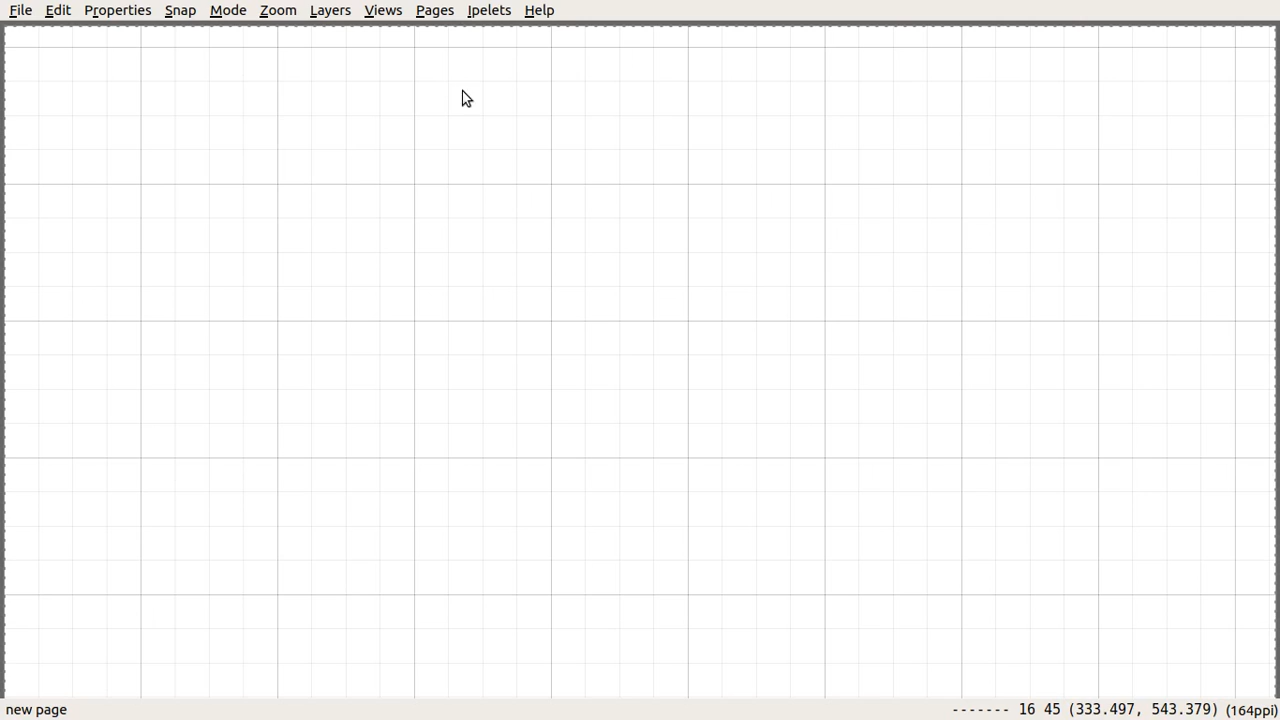 File Edit Properties Snap Mode Zoom Layers Views Pages Ipelets Help
new page ------- 16 45 (333.497, 543.379) (164ppi)